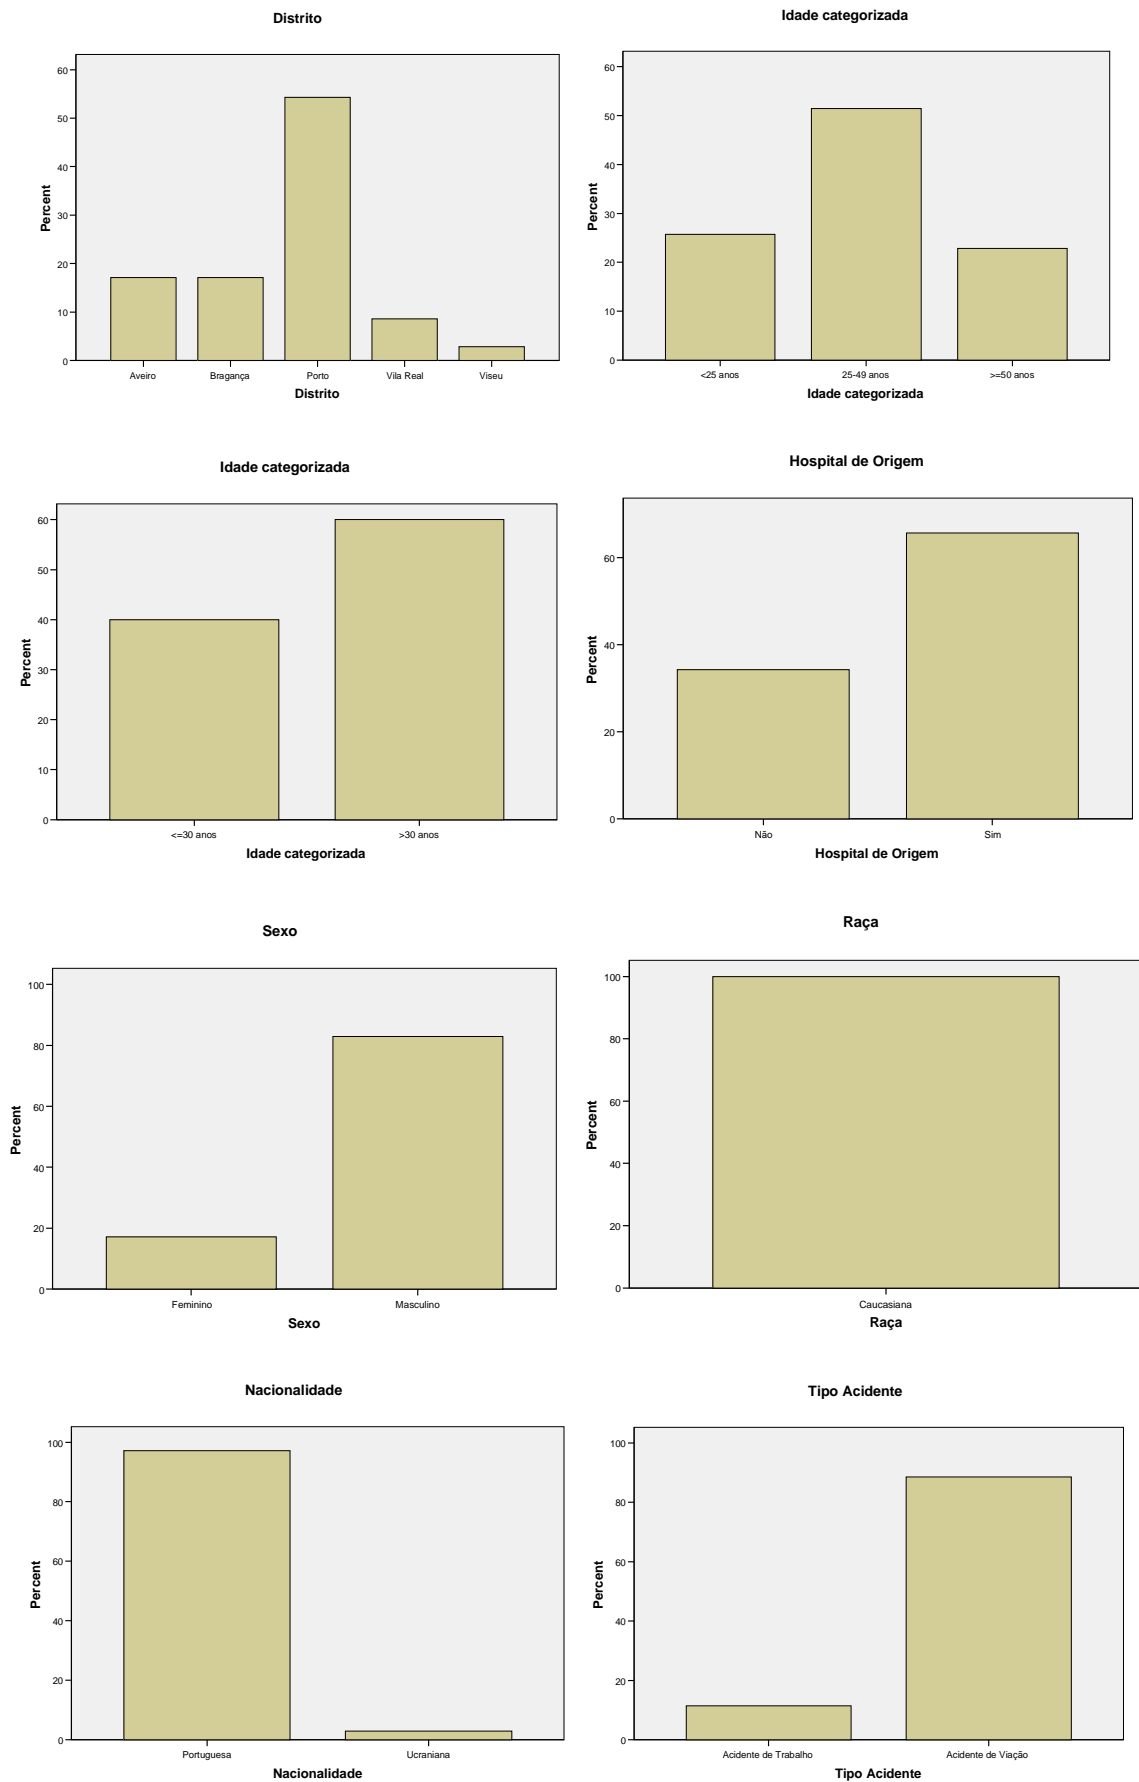 Distrito
60
50
40
30
20
10
0
Percent
Aveiro Bragança Porto Vila Real Viseu
Distrito
Idade categorizada
60
50
40
30
20
10
0
Percent
<25 anos 25-49 anos >=50 anos
Idade categorizada
Idade categorizada
60
50
40
30
20
10
0
Percent
<=30 anos >30 anos
Idade categorizada
Hospital de Origem
60
40
20
0
Percent
Não Sim
Hospital de Origem
Sexo
100
80
60
40
20
0
Percent
Feminino Masculino
Sexo
Raça
100
80
60
40
20
0
Percent
Caucasiana
Raça
Nacionalidade
100
80
60
40
20
0
Percent
Portuguesa Ucraniana
Nacionalidade
Tipo Acidente
100
80
60
40
20
0
Percent
Acidente de Trabalho Acidente de Viação
Tipo Acidente